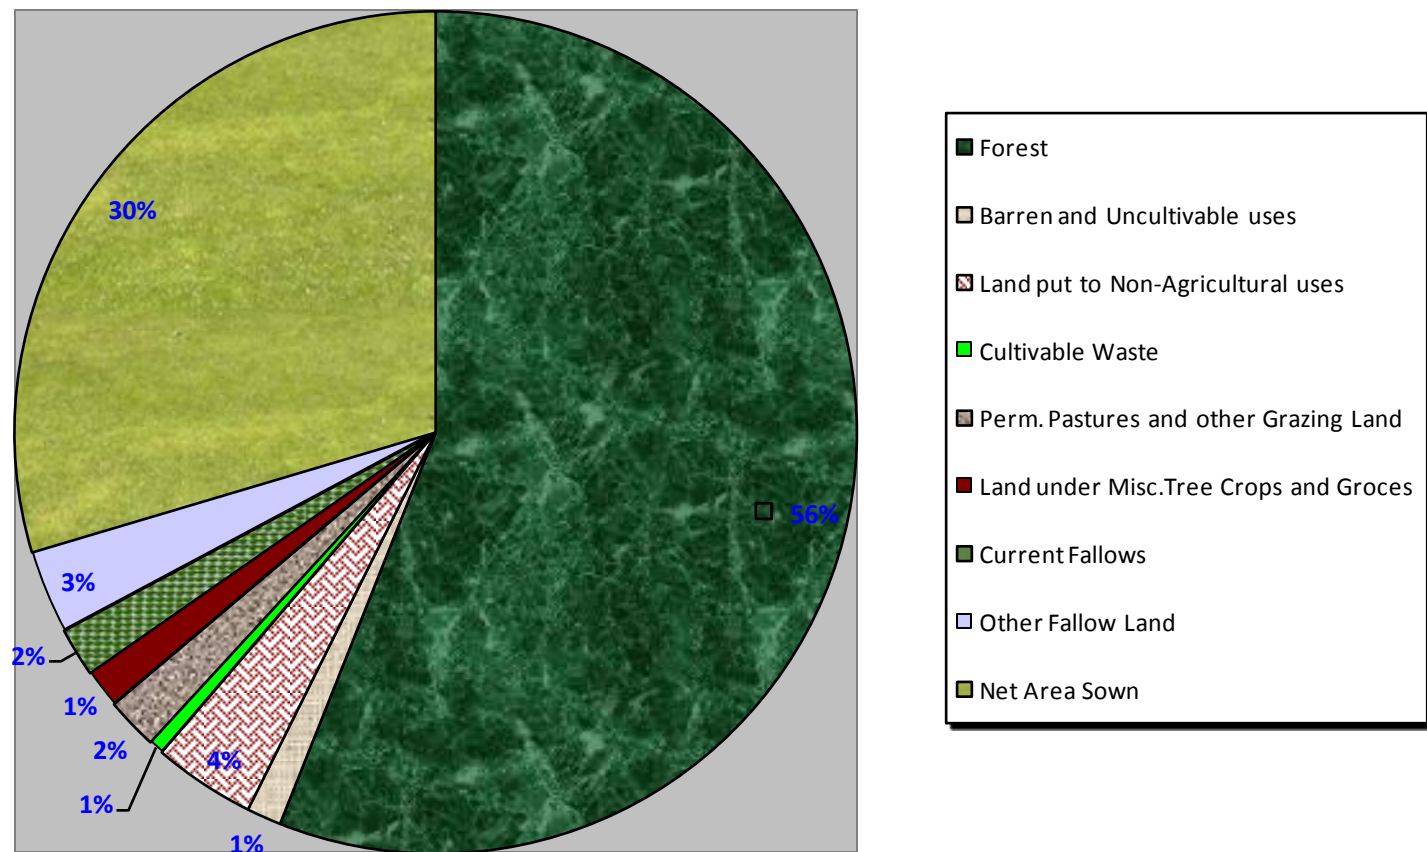 30%
56%
3%
2%
1%
2%
4%
1%
1%
Forest
Barren and Uncultivable uses
Land put to Non-Agricultural uses
Cultivable Waste
Perm. Pastures and other Grazing Land
Land under Misc.Tree Crops and Groces
Current Fallows
Other Fallow Land
Net Area Sown